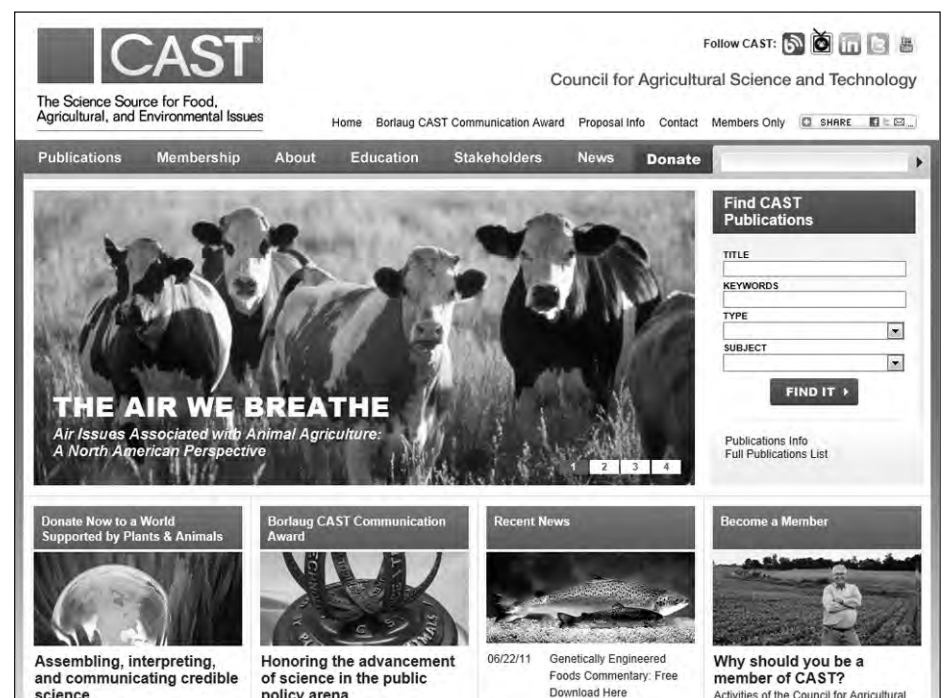 CAST®
The Science Source for Food,
Agricultural, and Environmental Issues
Follow CAST:
Council for Agricultural Science and Technology
Home Borlaug CAST Communication Award Proposal Info Contact Members Only SHARE
Publications Membership About Education Stakeholders News Donate
THE AIR WE BREATHE
Air Issues Associated with Animal Agriculture:
A North American Perspective
1 2 3 4
Find CAST
Publications
TITLE
KEYWORDS
TYPE
SUBJECT
FIND IT
Publications Info
Full Publications List
Donate Now to a World
Supported by Plants & Animals
Assembling, interpreting,
and communicating credible
science
Borlaug CAST Communication
Award
Honoring the advancement
of science in the public
policy arena
Recent News
06/22/11 Genetically Engineered
Foods Commentary: Free
Download Here
Become a Member
Why should you be a
member of CAST?
Activities of the Council for Agricultural